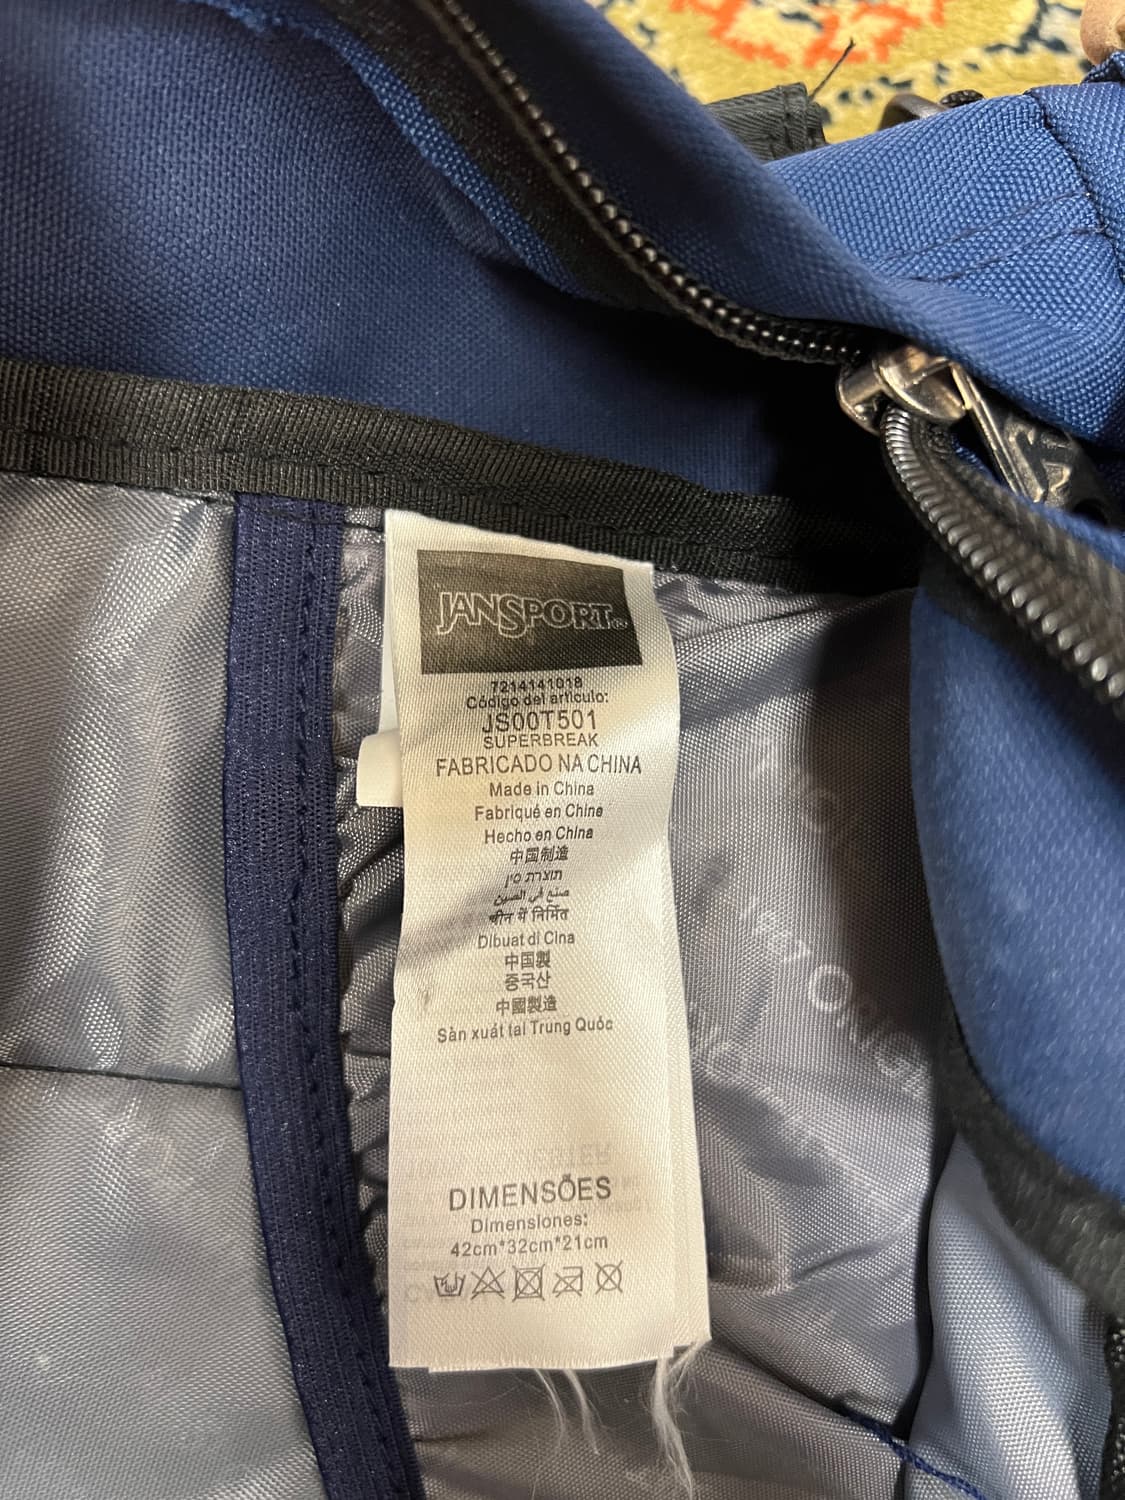 JANSPORT®
7214141018
Código del artículo:
JS00T501
SUPERBREAK
FABRICADO NA CHINA
Made in China
Fabriqué en Chine
Hecho en China
中国制造
תוצרת סין
صنع في الصين
चीन में निर्मित
Dibuat di Cina
中国製
중국산
中國製造
Sản xuát tai Trung Quốc
DIMENSÕES
Dimensiones:
42cm*32cm*21cm